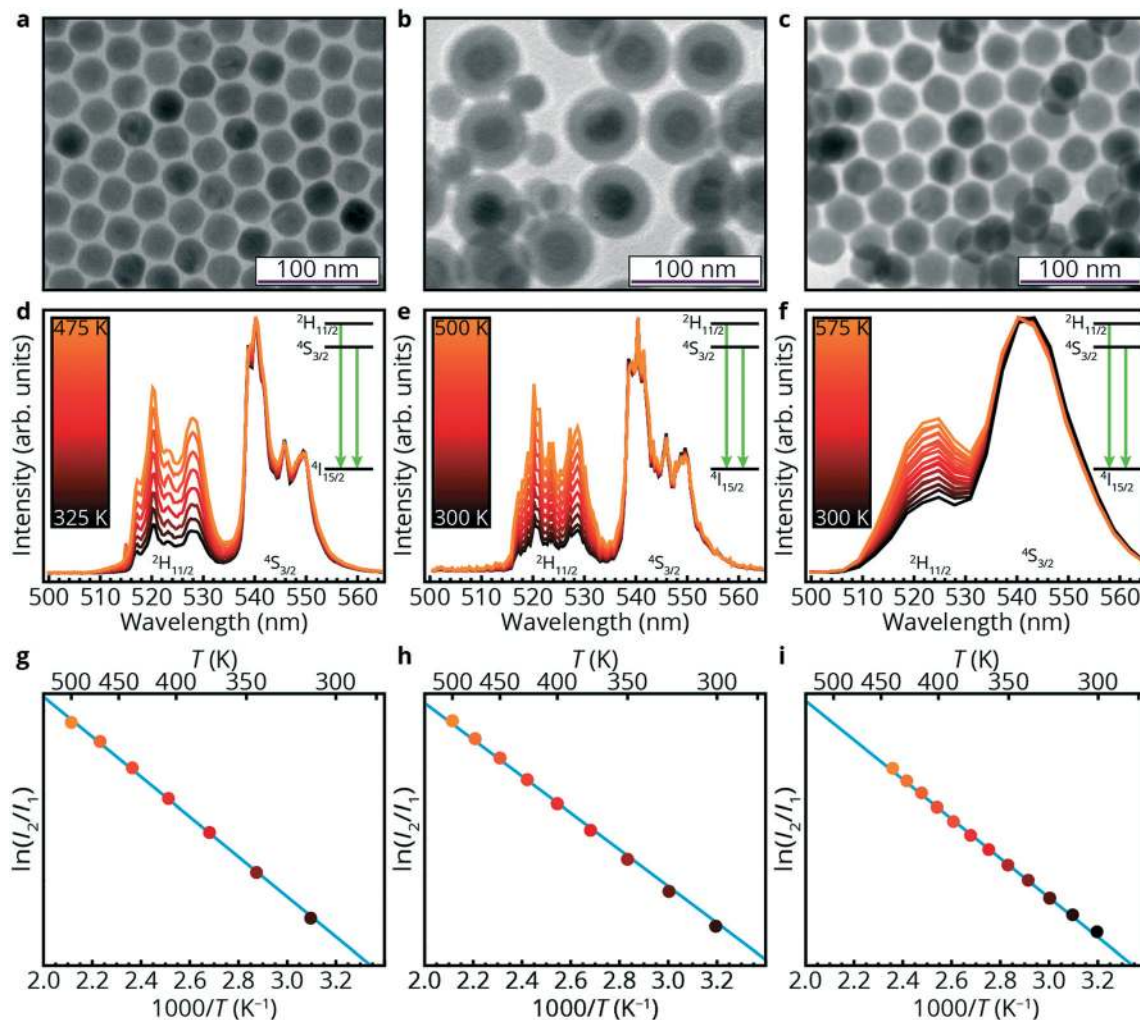 a b c
100 nm 100 nm 100 nm
d e f
Intensity (arb. units) Intensity (arb. units) Intensity (arb. units)
475 K 500 K 575 K
325 K 300 K 300 K
²H₁₁/₂ ²H₁₁/₂ ²H₁₁/₂
⁴S₃/₂ ⁴S₃/₂ ⁴S₃/₂
⁴I₁₅/₂ ⁴I₁₅/₂ ⁴I₁₅/₂
²H₁₁/₂ ⁴S₃/₂ ²H₁₁/₂ ⁴S₃/₂ ²H₁₁/₂ ⁴S₃/₂
500 510 520 530 540 550 560 500 510 520 530 540 550 560 500 510 520 530 540 550 560
Wavelength (nm) Wavelength (nm) Wavelength (nm)
g h i
T (K) T (K) T (K)
500 450 400 350 300 500 450 400 350 300 500 450 400 350 300
ln(I₂/I₁) ln(I₂/I₁) ln(I₂/I₁)
2.0 2.2 2.4 2.6 2.8 3.0 3.2 2.0 2.2 2.4 2.6 2.8 3.0 3.2 2.0 2.2 2.4 2.6 2.8 3.0 3.2
1000/T (K⁻¹) 1000/T (K⁻¹) 1000/T (K⁻¹)